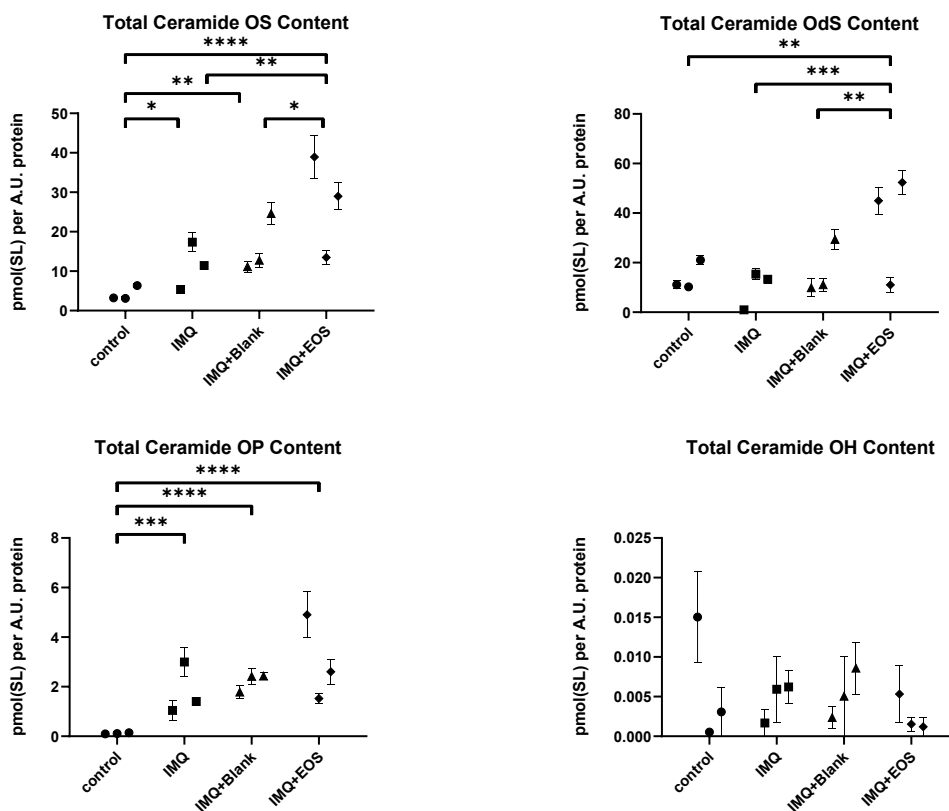 Total Ceramide OS Content
****
**
**
*
*
50
40
30
20
10
0
pmol(SL) per A.U. protein
control
IMQ
IMQ+Blank
IMQ+EOS
Total Ceramide OdS Content
**
***
**
80
60
40
20
0
pmol(SL) per A.U. protein
control
IMQ
IMQ+Blank
IMQ+EOS
Total Ceramide OP Content
****
****
***
8
6
4
2
0
pmol(SL) per A.U. protein
control
IMQ
IMQ+Blank
IMQ+EOS
Total Ceramide OH Content
0.025
0.020
0.015
0.010
0.005
0.000
pmol(SL) per A.U. protein
control
IMQ
IMQ+Blank
IMQ+EOS